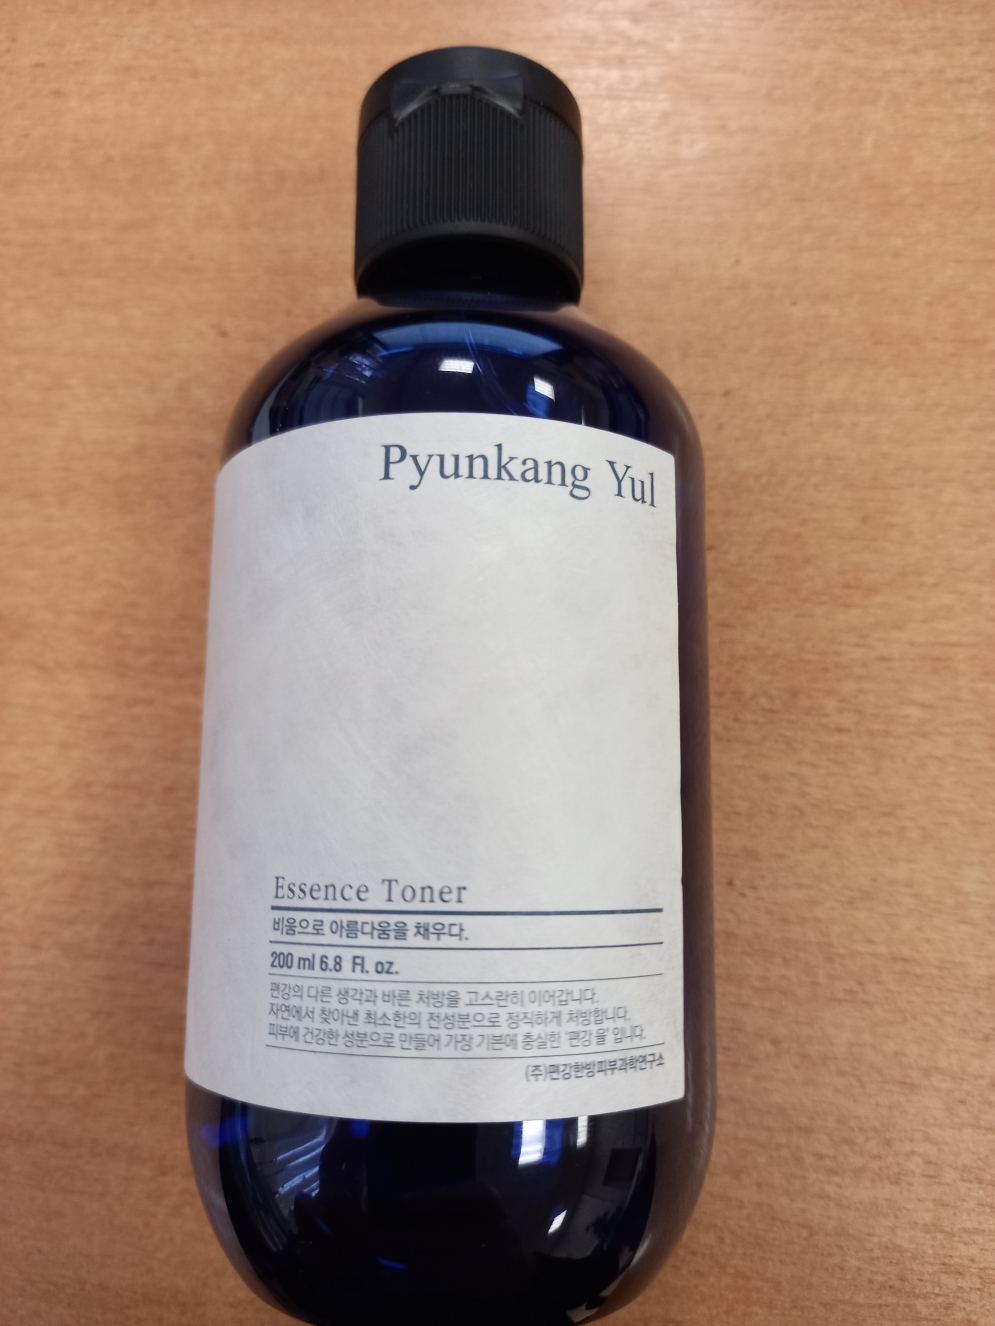 Pyunkang Yul
Essence Toner
비움으로 아름다움을 채우다.
200 ml 6.8 Fl. oz.
편강의 다른 생각과 바른 처방을 고스란히 이어갑니다.
자연에서 찾아낸 최소한의 전성분으로 정직하게 처방합니다.
피부에 건강한 성분으로 만들어 가장 기본에 충실한 '편강 율' 입니다.
(주)편강한방피부과학연구소